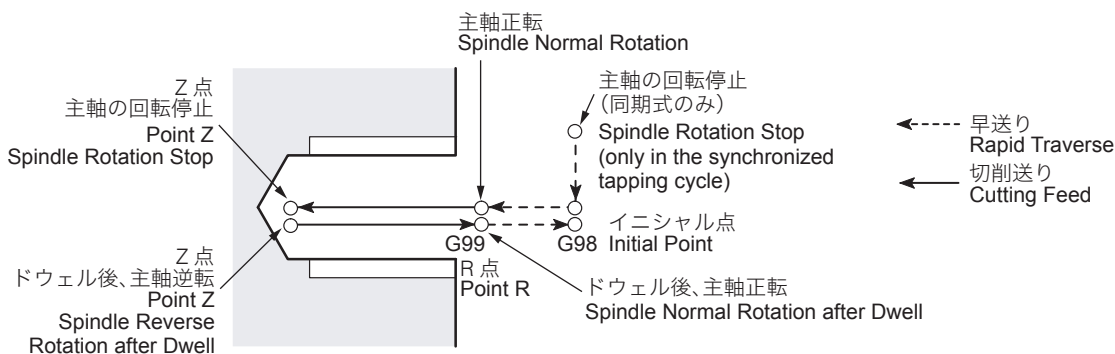 主軸正転
Spindle Normal Rotation
Z 点
主軸の回転停止
Point Z
Spindle Rotation Stop
主軸の回転停止
（同期式のみ）
Spindle Rotation Stop
(only in the synchronized
tapping cycle)
早送り
Rapid Traverse
切削送り
Cutting Feed
G99
G98
イニシャル点
Initial Point
R 点
Point R
Z 点
ドウェル後、主軸逆転
Point Z
Spindle Reverse
Rotation after Dwell
ドウェル後、主軸正転
Spindle Normal Rotation after Dwell